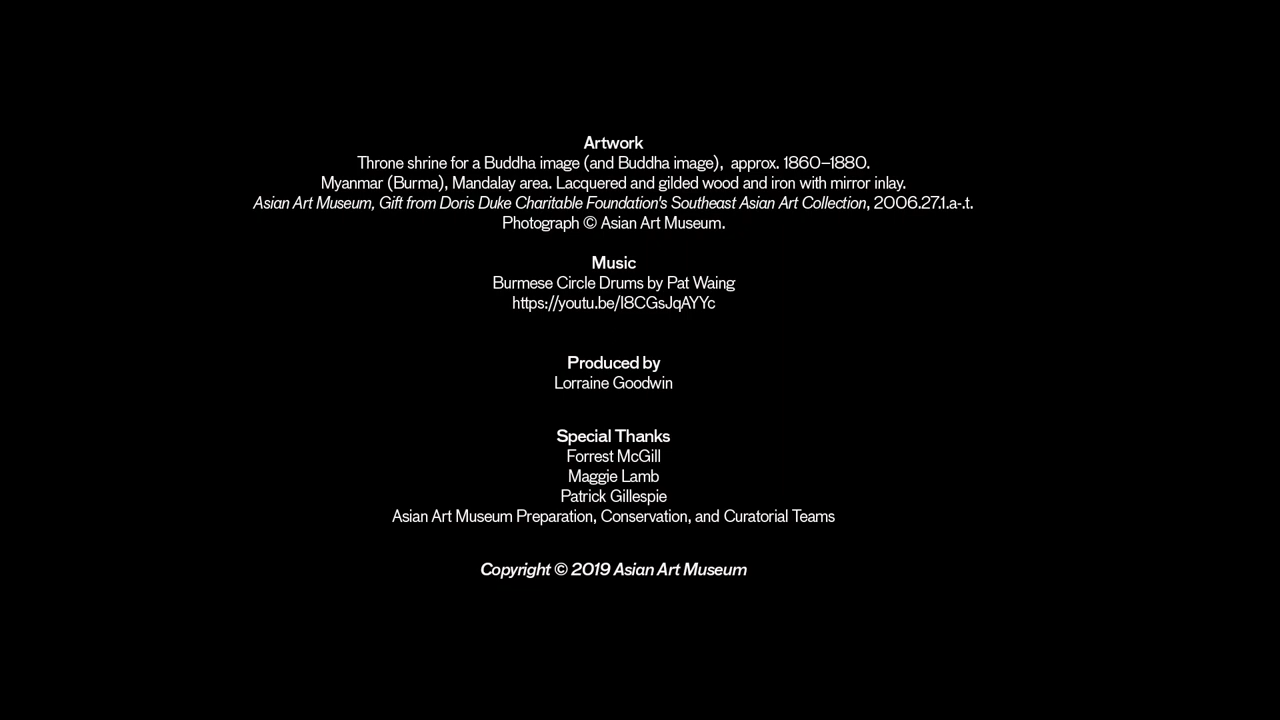 Artwork
Throne shrine for a Buddha image (and Buddha image), approx. 1860–1880.
Myanmar (Burma), Mandalay area. Lacquered and gilded wood and iron with mirror inlay.
Asian Art Museum, Gift from Doris Duke Charitable Foundation's Southeast Asian Art Collection, 2006.27.1.a-.t.
Photograph © Asian Art Museum.
Music
Burmese Circle Drums by Pat Waing
https://youtu.be/I8CGsJqAYYc
Produced by
Lorraine Goodwin
Special Thanks
Forrest McGill
Maggie Lamb
Patrick Gillespie
Asian Art Museum Preparation, Conservation, and Curatorial Teams
Copyright © 2019 Asian Art Museum